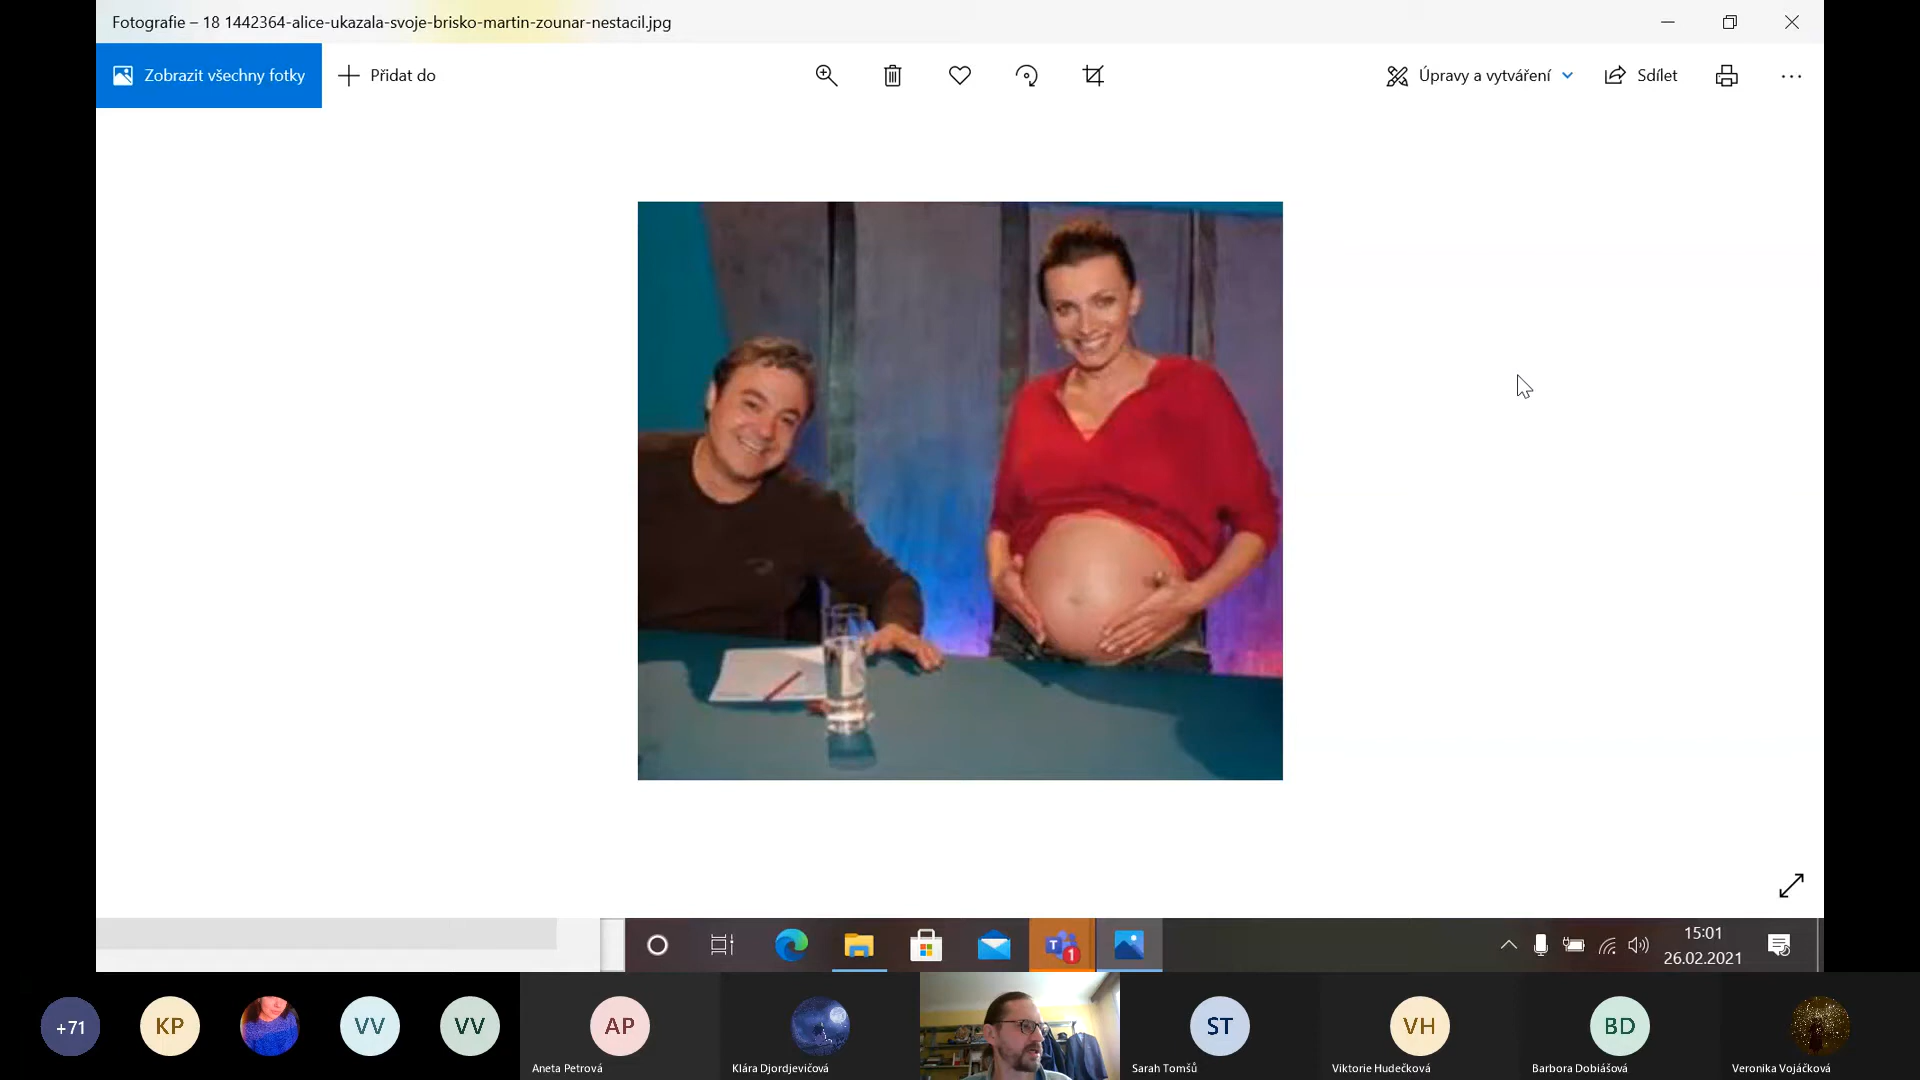 Fotografie – 18 1442364-alice-ukazala-svoje-brisko-martin-zounar-nestacil.jpg
Zobrazit všechny fotky
Přidat do
Úpravy a vytváření
Sdílet
T
1
15:01
26.02.2021
+71
KP
VV
VV
AP
ST
VH
BD
Aneta Petrová
Klára Djordjevičová
Sarah Tomšů
Viktorie Hudečková
Barbora Dobiášová
Veronika Vojáčková